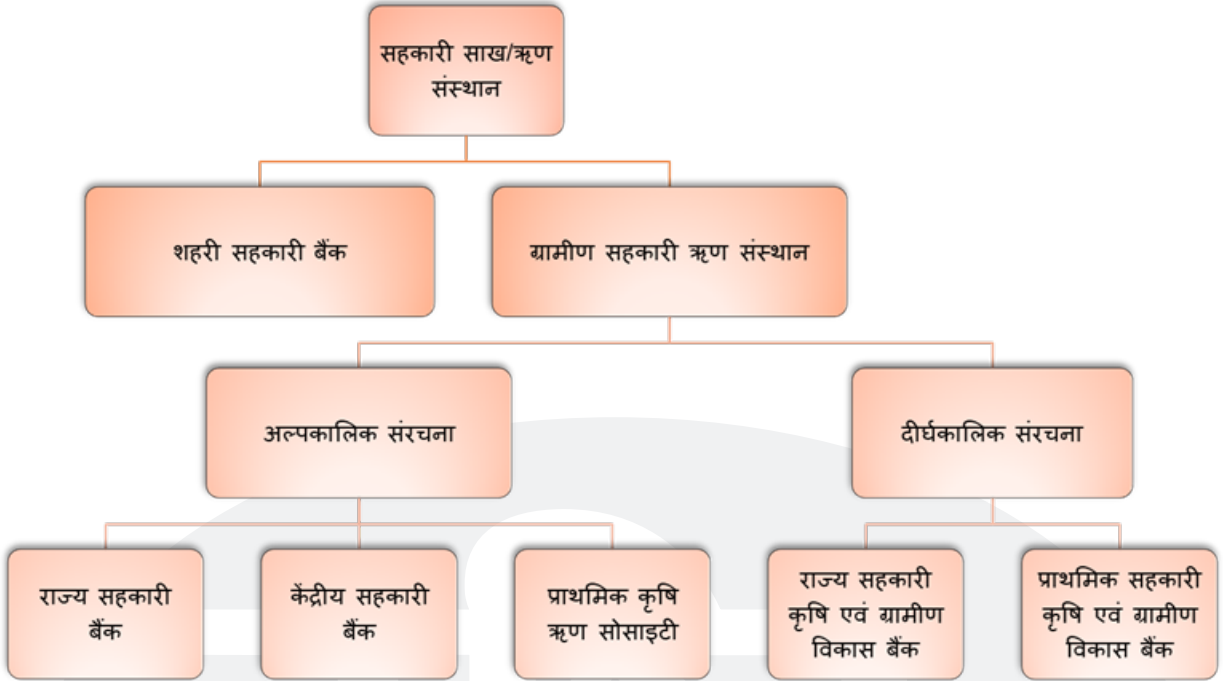 सहकारी साख/ऋण
संस्थान
शहरी सहकारी बैंक
ग्रामीण सहकारी ऋण संस्थान
अल्पकालिक संरचना
दीर्घकालिक संरचना
राज्य सहकारी
बैंक
केंद्रीय सहकारी
बैंक
प्राथमिक कृषि
ऋण सोसाइटी
राज्य सहकारी
कृषि एवं ग्रामीण
विकास बैंक
प्राथमिक सहकारी
कृषि एवं ग्रामीण
विकास बैंक